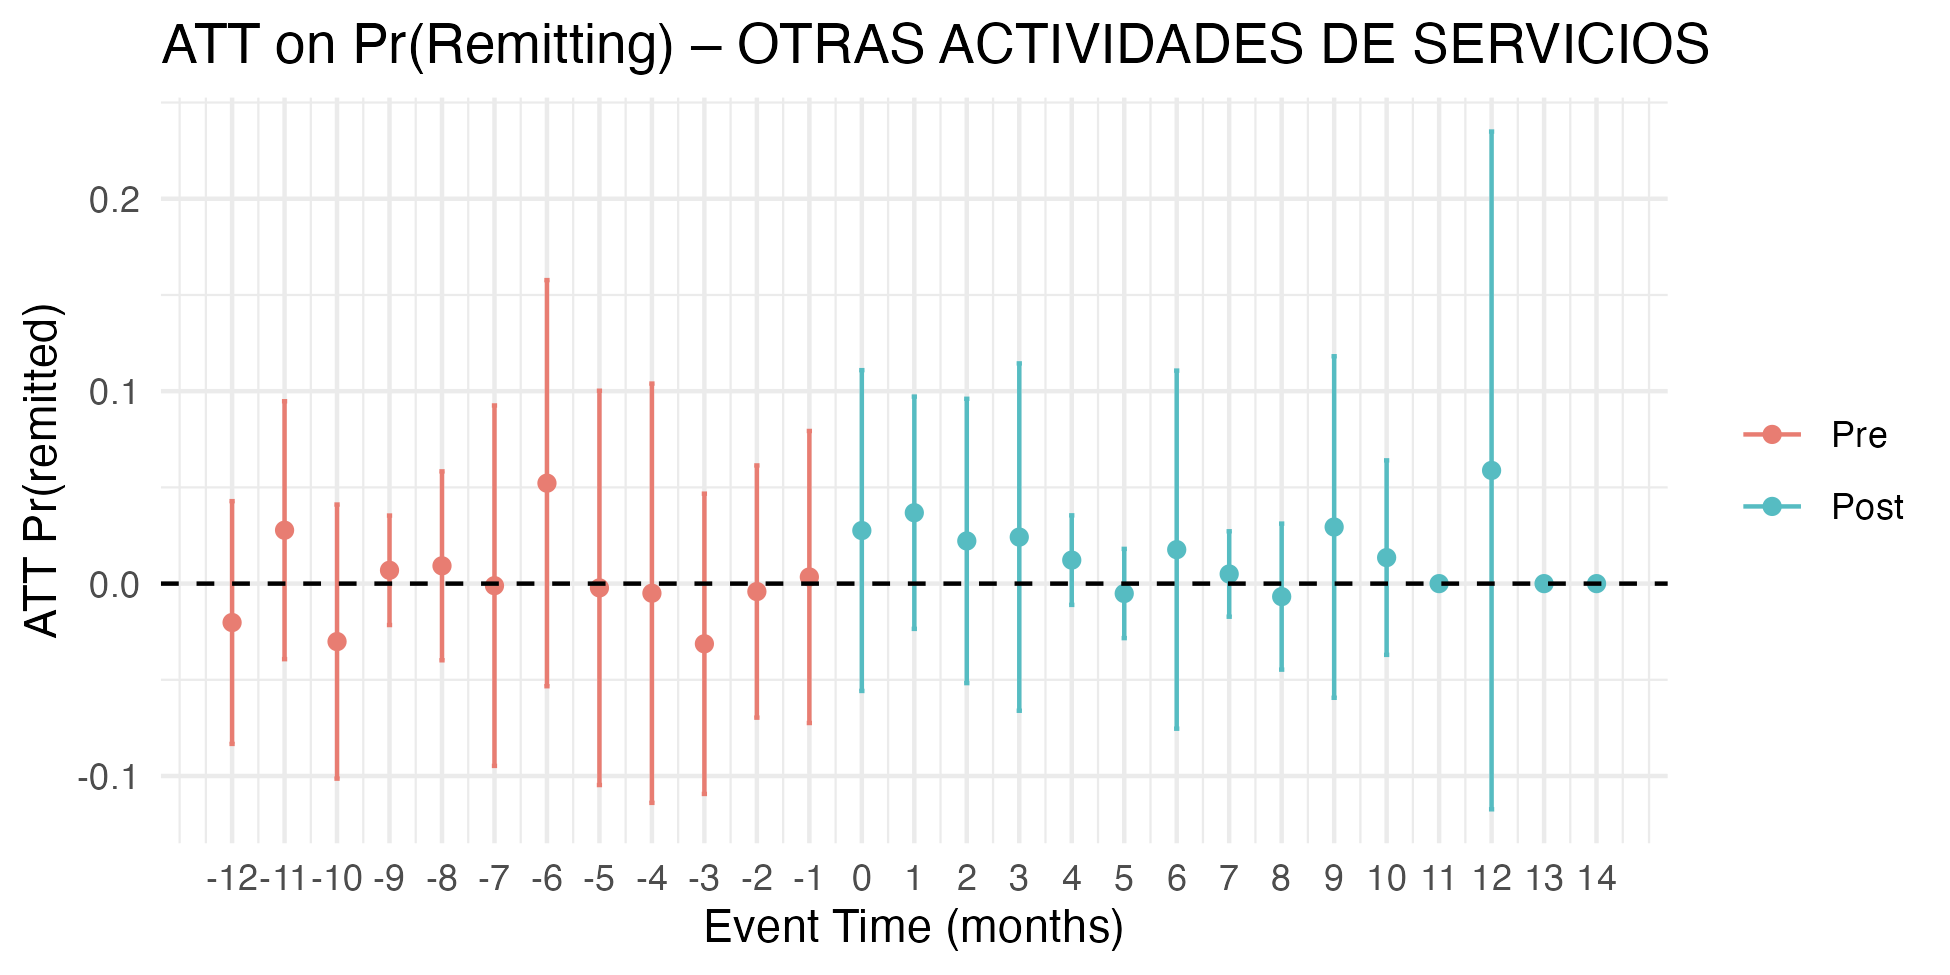 ATT on Pr(Remitting) – OTRAS ACTIVIDADES DE SERVICIOS
ATT Pr(remitted)
0.2
0.1
0.0
-0.1
-12 -11 -10 -9 -8 -7 -6 -5 -4 -3 -2 -1 0 1 2 3 4 5 6 7 8 9 10 11 12 13 14
Event Time (months)
Pre
Post